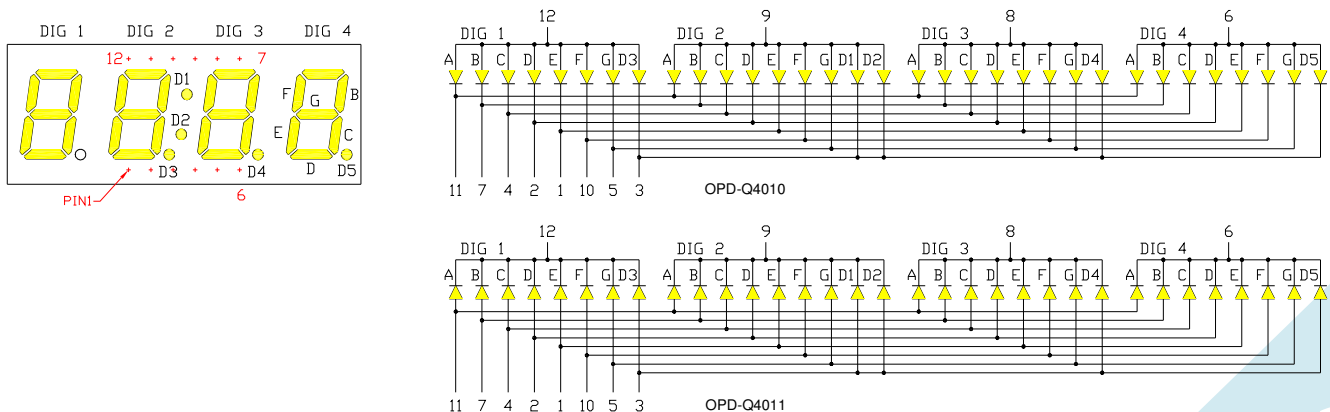 DIG 1 DIG 2 DIG 3 DIG 4
12 7
D1
F G B
D2
E C
D3 D4 D D5
PIN1 6
12 9 8 6
DIG 1 DIG 2 DIG 3 DIG 4
A B C D E F G D3 A B C D E F G D1 D2 A B C D E F G D4 A B C D E F G D5
11 7 4 2 1 10 5 3 OPD-Q4010
12 9 8 6
DIG 1 DIG 2 DIG 3 DIG 4
A B C D E F G D3 A B C D E F G D1 D2 A B C D E F G D4 A B C D E F G D5
11 7 4 2 1 10 5 3 OPD-Q4011